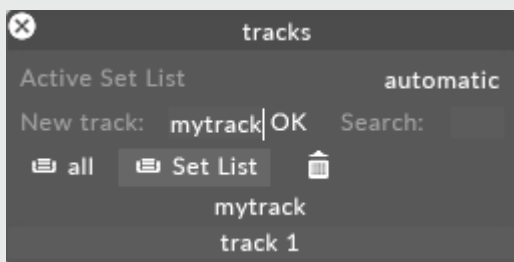 tracks
Active Set List automatic
New track: mytrack OK Search:
all Set List
mytrack
track 1